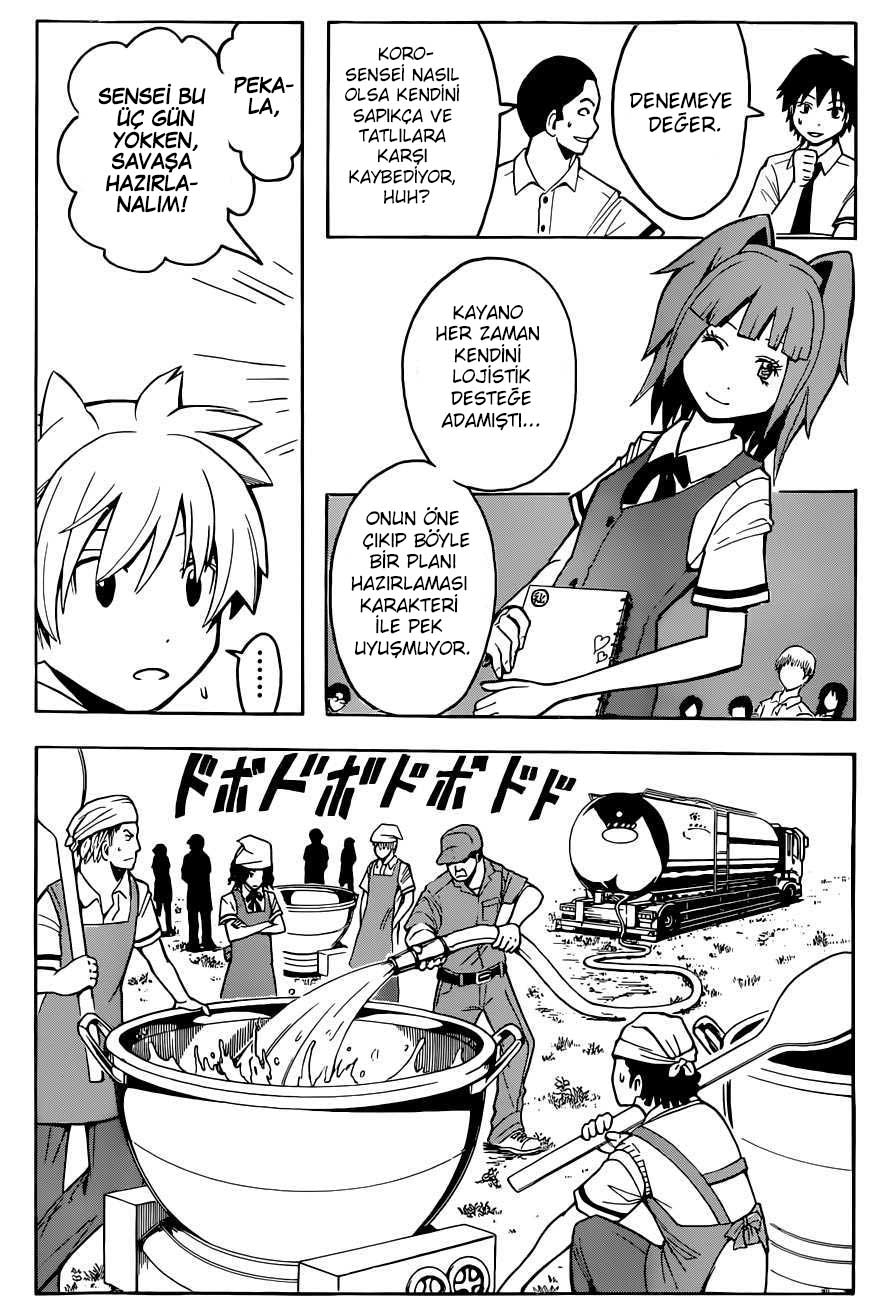 DENEMEYE
DEĞER.
KORO-
SENSEİ NASIL
OLSA KENDİNİ
SAPIKÇA VE
TATLILARA
KARŞI
KAYBEDİYOR,
HUH?
KAYANO
HER ZAMAN
KENDİNİ
LOJİSTİK
DESTEĞE
ADAMIŞTI...
ONUN ÖNE
ÇIKIP BÖYLE
BİR PLANI
HAZIRLAMASI
KARAKTERİ
İLE PEK
UYUŞMUYOR.
PEKA-
LA,
SENSEİ BU
ÜÇ GÜN
YOKKEN,
SAVAŞA
HAZIRLA-
NALIM!
......
ドボドボドボドド